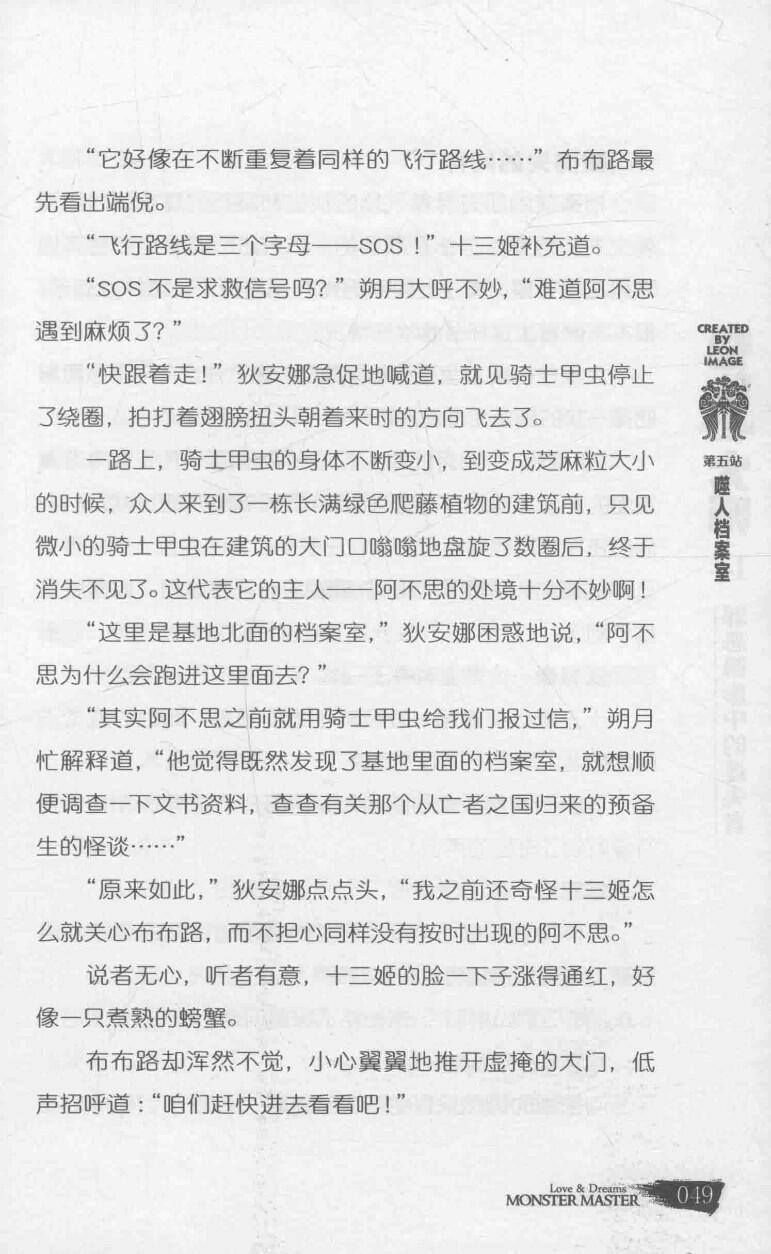 “它好像在不断重复着同样的飞行路线……”布布路最
先看出端倪。
“飞行路线是三个字母——SOS！”十三姬补充道。
“SOS不是求救信号吗？”朔月大呼不妙，“难道阿不思
遇到麻烦了？”
“快跟着走！”狄安娜急促地喊道，就见骑士甲虫停止
了绕圈，拍打着翅膀扭头朝着来时的方向飞去了。
一路上，骑士甲虫的身体不断变小，到变成芝麻粒大小
的时候，众人来到了一栋长满绿色爬藤植物的建筑前，只见
微小的骑士甲虫在建筑的大门口嗡嗡地盘旋了数圈后，终于
消失不见了。这代表它的主人——阿不思的处境十分不妙啊！
“这里是基地北面的档案室，”狄安娜困惑地说，“阿不
思为什么会跑进这里面去？”
“其实阿不思之前就用骑士甲虫给我们报过信，”朔月
忙解释道，“他觉得既然发现了基地里面的档案室，就想顺
便调查一下文书资料，查查有关那个从亡者之国归来的预备
生的怪谈……”
“原来如此，”狄安娜点点头，“我之前还奇怪十三姬怎
么就关心布布路，而不担心同样没有按时出现的阿不思。”
说者无心，听者有意，十三姬的脸一下子涨得通红，好
像一只煮熟的螃蟹。
布布路却浑然不觉，小心翼翼地推开虚掩的大门，低
声招呼道：“咱们赶快进去看看吧！”
CREATED
BY
LEON
IMAGE
第五站
噬人档案室
Love & Dreams
MONSTER MASTER
049